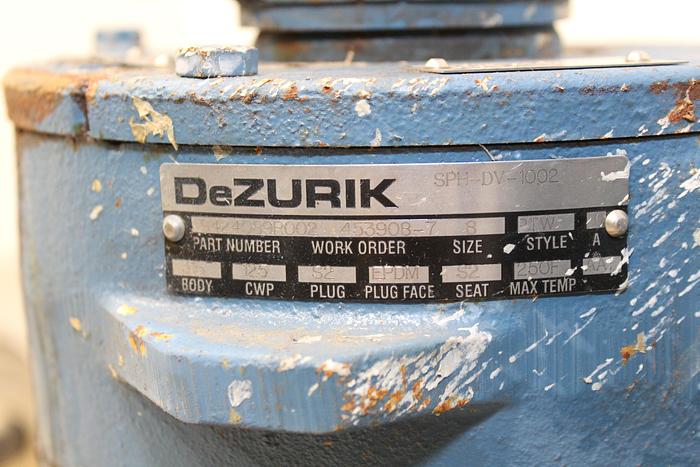 DeZURIK SPH-DV-1002
453908-7 8
PART NUMBER WORK ORDER SIZE STYLE A
125 S2 EPDM S2 250F
BODY CWP PLUG PLUG FACE SEAT MAX TEMP